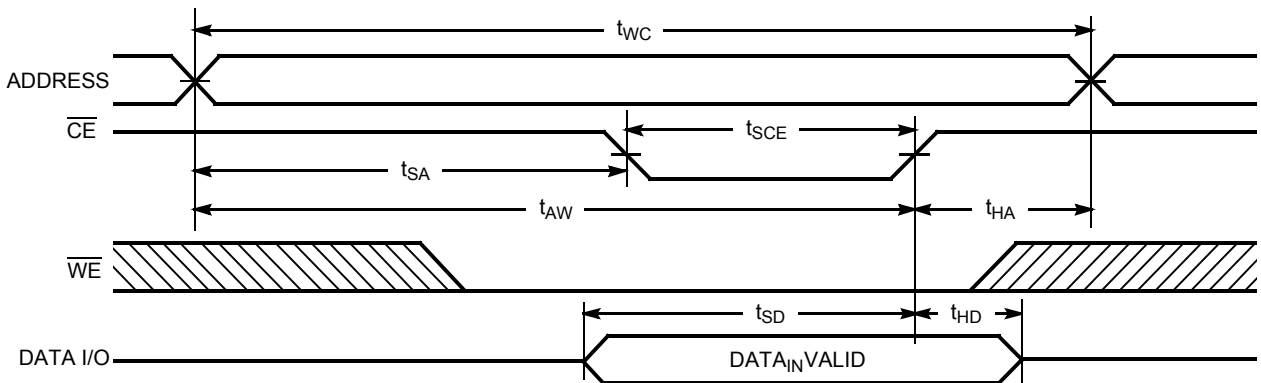 tWC
ADDRESS
CE
tSCE
tSA
tAW
tHA
WE
tSD
tHD
DATA I/O
DATAINVALID